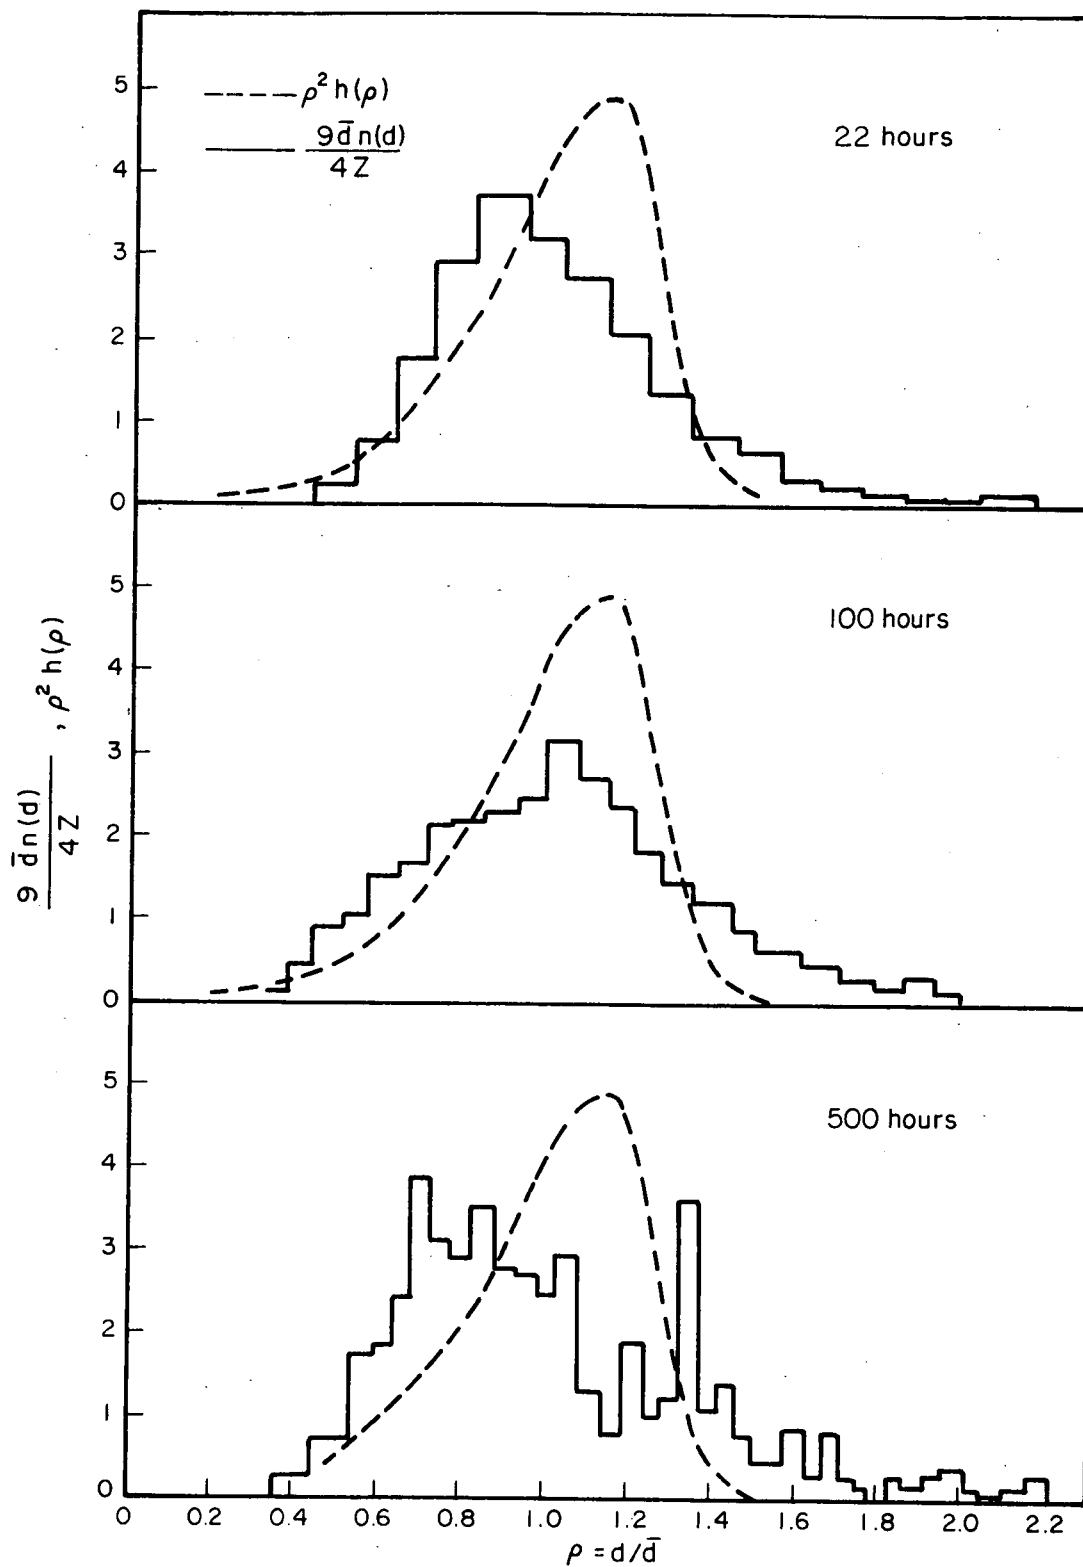 5
4
3
2
1
0
---- ρ² h(ρ)
—— 9 d̄ n(d) / 4 Z
22 hours
5
4
3
2
1
0
100 hours
9 d̄ n(d) / 4 Z , ρ² h(ρ)
5
4
3
2
1
0
500 hours
0 0.2 0.4 0.6 0.8 1.0 1.2 1.4 1.6 1.8 2.0 2.2
ρ = d/d̄